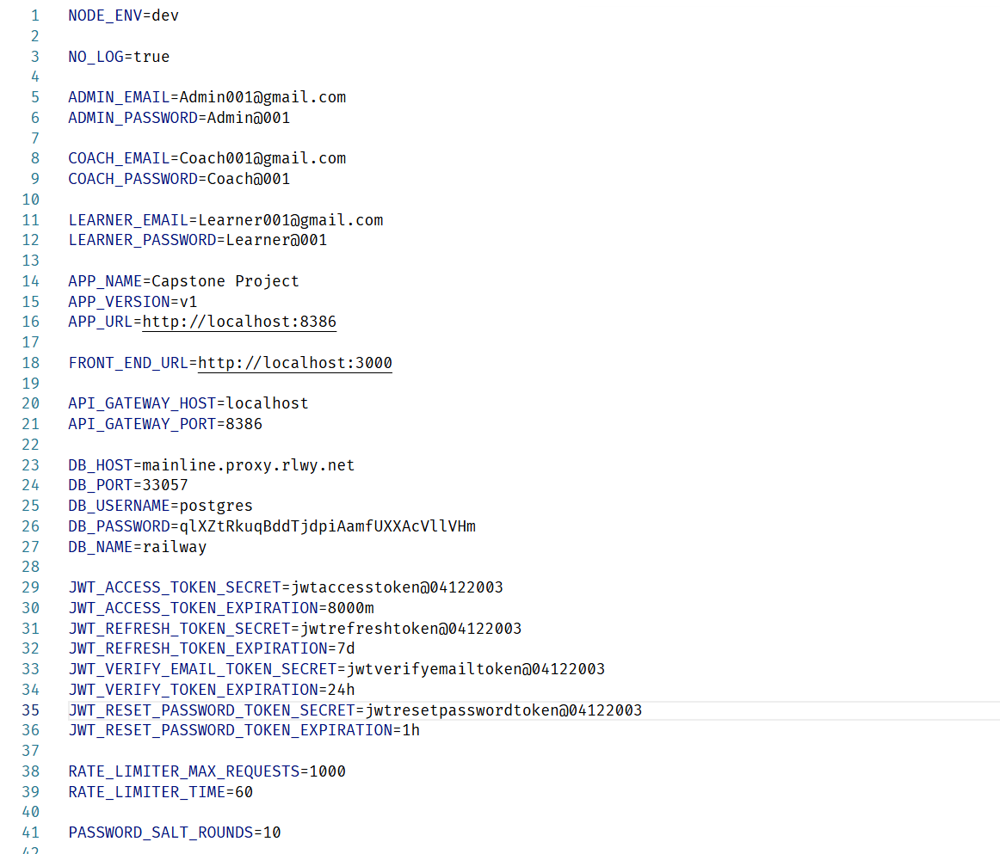 1 NODE_ENV=dev
2
3 NO_LOG=true
4
5 ADMIN_EMAIL=Admin001@gmail.com
6 ADMIN_PASSWORD=Admin@001
7
8 COACH_EMAIL=Coach001@gmail.com
9 COACH_PASSWORD=Coach@001
10
11 LEARNER_EMAIL=Learner001@gmail.com
12 LEARNER_PASSWORD=Learner@001
13
14 APP_NAME=Capstone Project
15 APP_VERSION=v1
16 APP_URL=http://localhost:8386
17
18 FRONT_END_URL=http://localhost:3000
19
20 API_GATEWAY_HOST=localhost
21 API_GATEWAY_PORT=8386
22
23 DB_HOST=mainline.proxy.rlwy.net
24 DB_PORT=33057
25 DB_USERNAME=postgres
26 DB_PASSWORD=qlXZtRkuqBddTjdpiAamfUXXAcVllVHm
27 DB_NAME=railway
28
29 JWT_ACCESS_TOKEN_SECRET=jwtaccesstoken@04122003
30 JWT_ACCESS_TOKEN_EXPIRATION=8000m
31 JWT_REFRESH_TOKEN_SECRET=jwtrefreshtoken@04122003
32 JWT_REFRESH_TOKEN_EXPIRATION=7d
33 JWT_VERIFY_EMAIL_TOKEN_SECRET=jwtverifyemailtoken@04122003
34 JWT_VERIFY_TOKEN_EXPIRATION=24h
35 JWT_RESET_PASSWORD_TOKEN_SECRET=jwtresetpasswordtoken@04122003
36 JWT_RESET_PASSWORD_TOKEN_EXPIRATION=1h
37
38 RATE_LIMITER_MAX_REQUESTS=1000
39 RATE_LIMITER_TIME=60
40
41 PASSWORD_SALT_ROUNDS=10
42